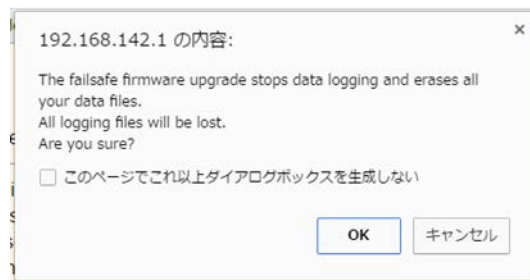 192.168.142.1 の内容:
The failsafe firmware upgrade stops data logging and erases all
your data files.
All logging files will be lost.
Are you sure?
このページでこれ以上ダイアログボックスを生成しない
OK
キャンセル